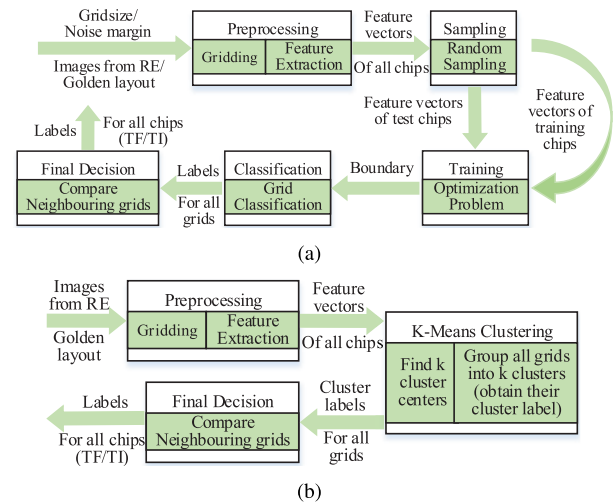 Gridsize/
Noise margin
Images from RE/
Golden layout
Preprocessing
Gridding
Feature
Extraction
Feature
vectors
Of all chips
Sampling
Random
Sampling
Feature
vectors of
training
chips
Feature vectors
of test chips
Training
Optimization
Problem
Boundary
Classification
Grid
Classification
Labels
For all
grids
Final Decision
Compare
Neighbouring grids
Labels
For all chips
(TF/TI)
(a)
Images
from RE
Golden
layout
Preprocessing
Gridding
Feature
Extraction
Feature
vectors
Of all chips
K-Means Clustering
Find k
cluster
centers
Group all grids
into k clusters
(obtain their
cluster label)
Cluster
labels
For all
grids
Final Decision
Compare
Neighbouring grids
Labels
For all chips
(TF/TI)
(b)